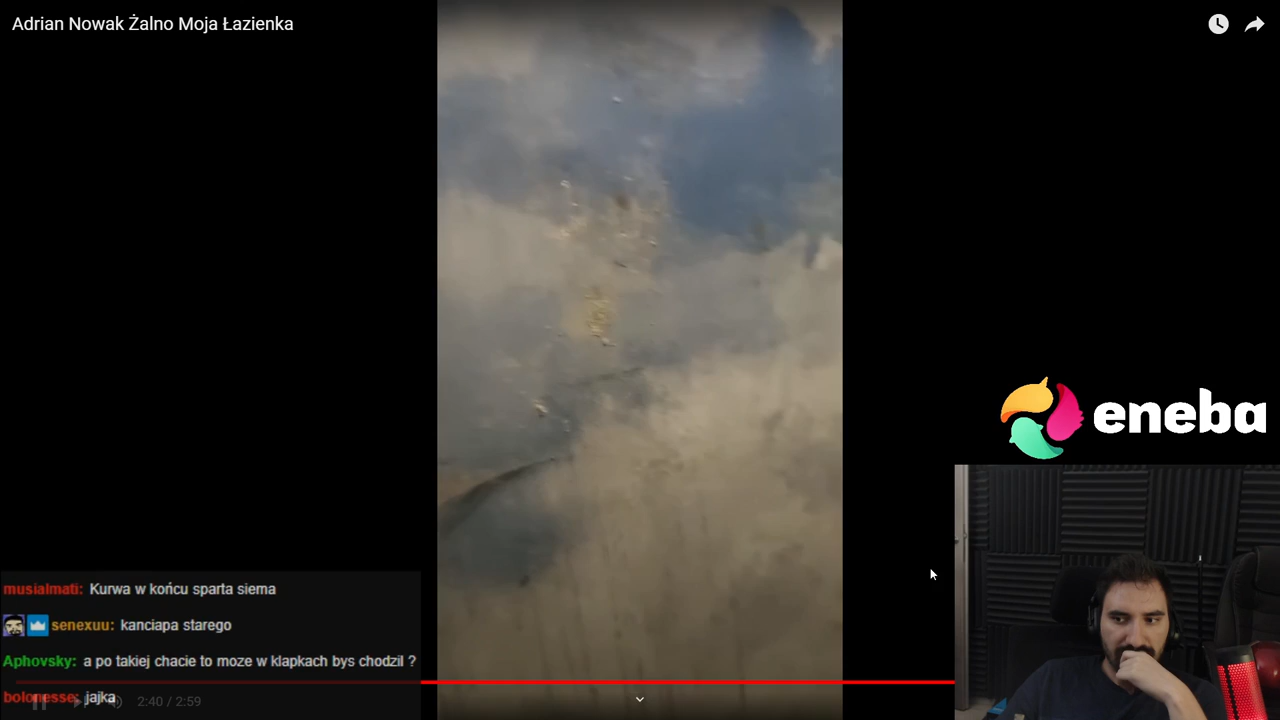 Adrian Nowak Żalno Moja Łazienka
eneba
musialmati: Kurwa w końcu sparta siema
senexuu: kanciapa starego
Aphovsky: a po takiej chacie to moze w klapkach bys chodzil ?
bolonesse: jajka
2:40 / 2:59